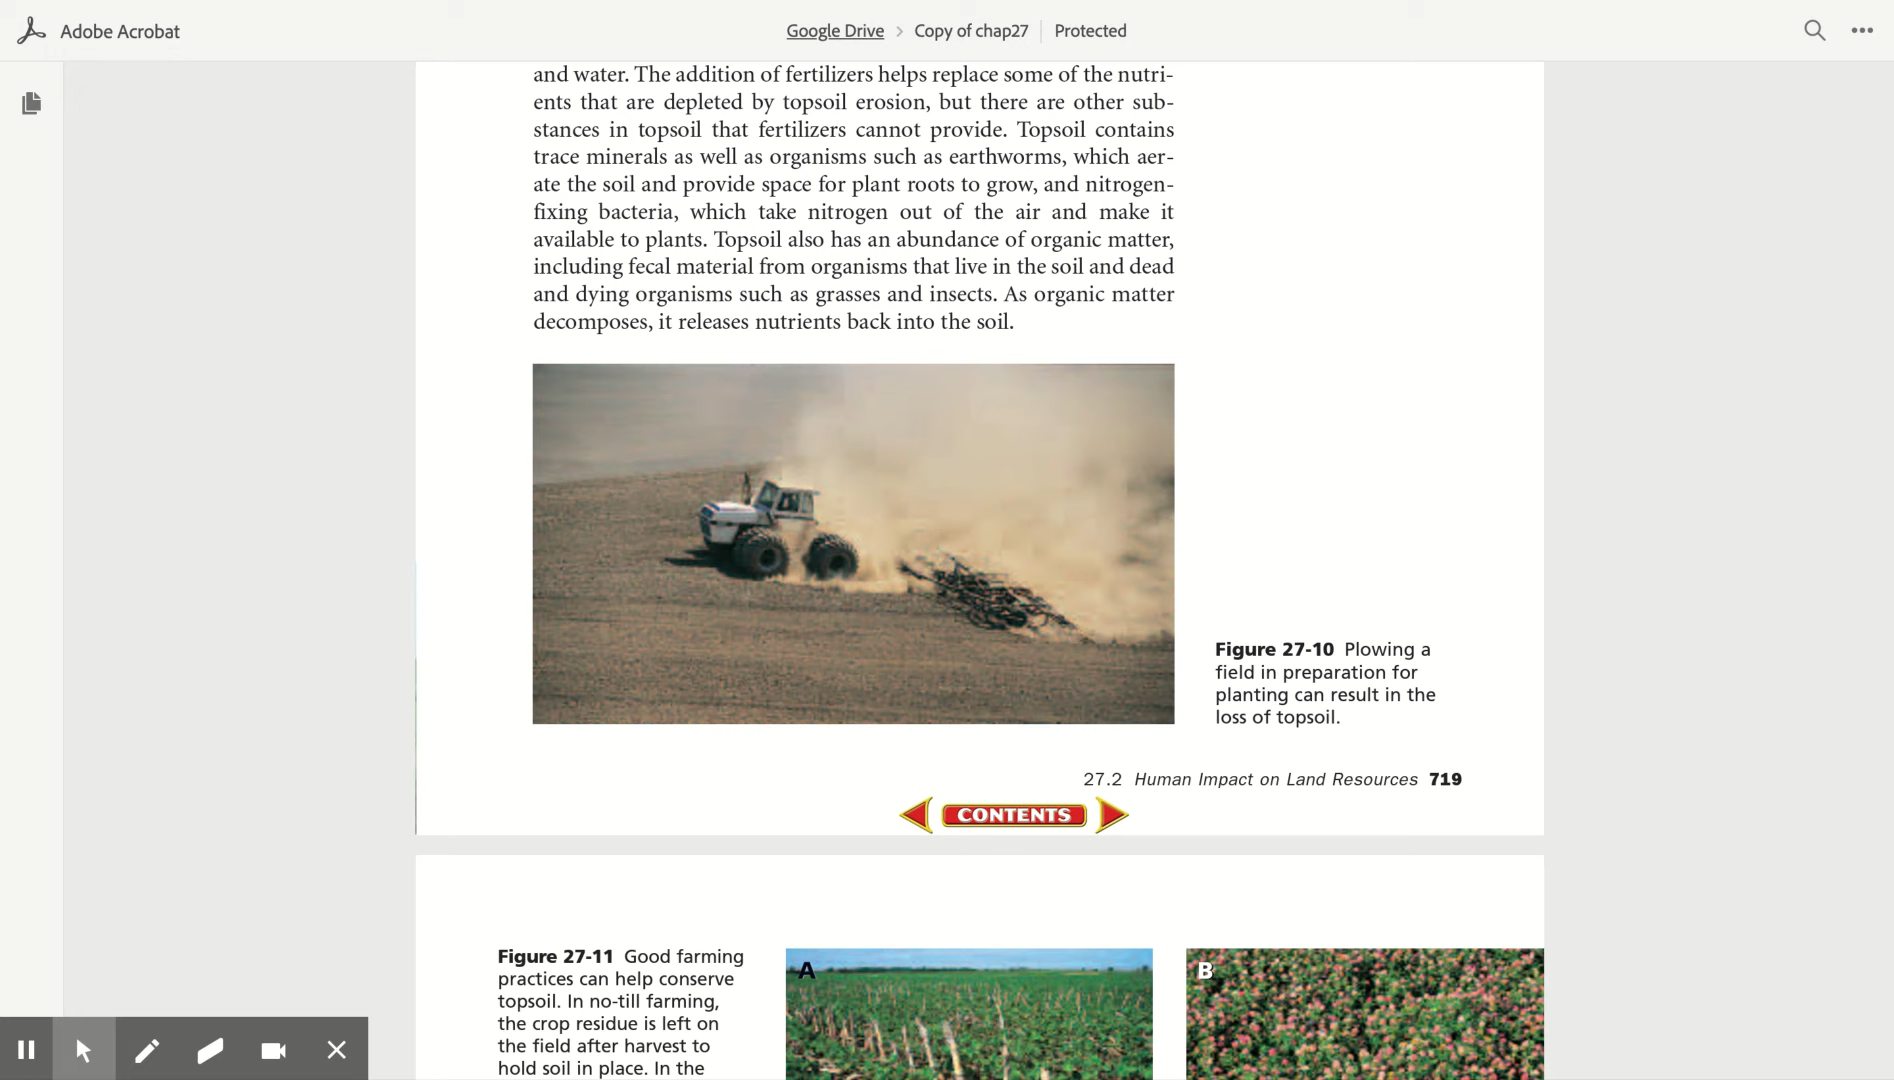 Adobe Acrobat
Google Drive > Copy of chap27 | Protected
and water. The addition of fertilizers helps replace some of the nutri-
ents that are depleted by topsoil erosion, but there are other sub-
stances in topsoil that fertilizers cannot provide. Topsoil contains
trace minerals as well as organisms such as earthworms, which aer-
ate the soil and provide space for plant roots to grow, and nitrogen-
fixing bacteria, which take nitrogen out of the air and make it
available to plants. Topsoil also has an abundance of organic matter,
including fecal material from organisms that live in the soil and dead
and dying organisms such as grasses and insects. As organic matter
decomposes, it releases nutrients back into the soil.
Figure 27-10 Plowing a
field in preparation for
planting can result in the
loss of topsoil.
27.2 Human Impact on Land Resources 719
CONTENTS
Figure 27-11 Good farming
practices can help conserve
topsoil. In no-till farming,
the crop residue is left on
the field after harvest to
hold soil in place. In the
A
B